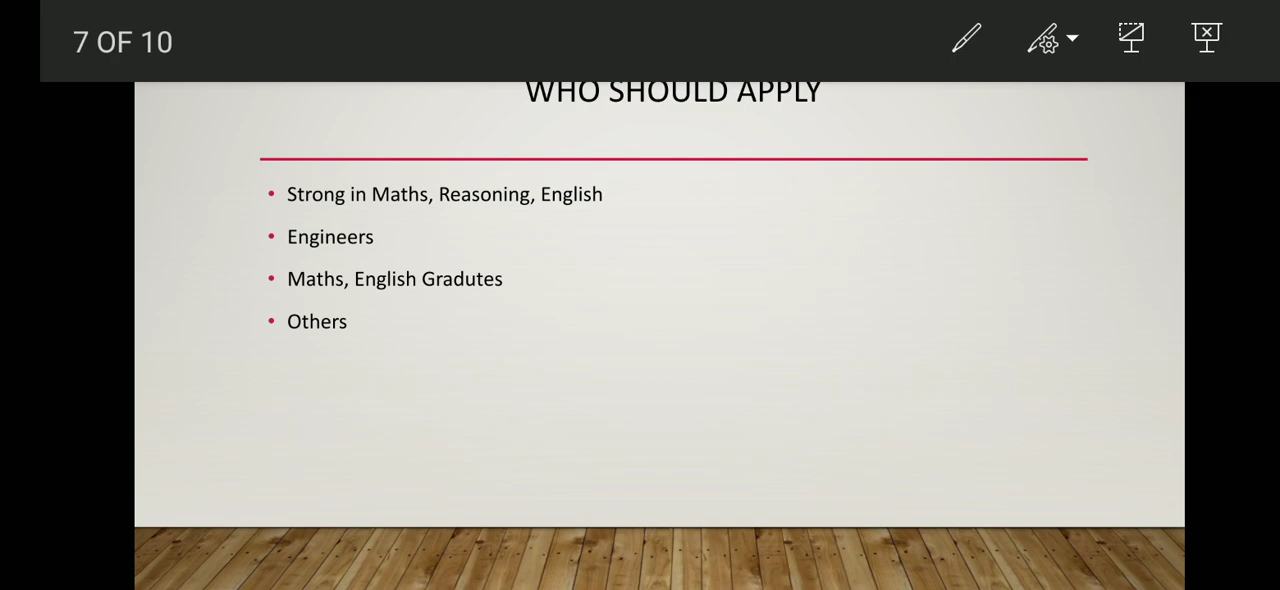 7 OF 10
WHO SHOULD APPLY
• Strong in Maths, Reasoning, English
• Engineers
• Maths, English Gradutes
• Others